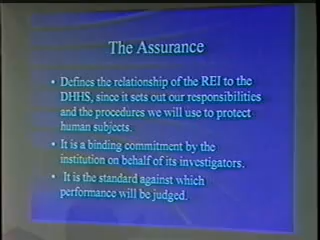 The Assurance
• Defines the relationship of the REI to the
DHHS, since it sets out our responsibilities
and the procedures we will use to protect
human subjects.
• It is a binding commitment by the
institution on behalf of its investigators.
• It is the standard against which
performance will be judged.